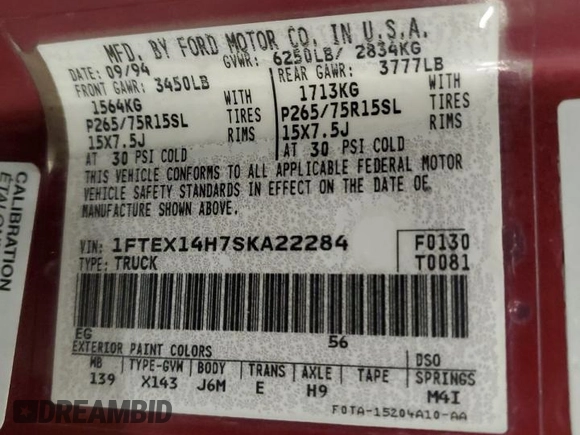 MFD. BY FORD MOTOR CO. IN U.S.A.
DATE: 09/94 GVWR: 6250LB/ 2834KG
FRONT GAWR: 3450LB REAR GAWR: 3777LB
1564KG WITH 1713KG WITH
P265/75R15SL TIRES P265/75R15SL TIRES
15X7.5J RIMS 15X7.5J RIMS
AT 30 PSI COLD AT 30 PSI COLD
THIS VEHICLE CONFORMS TO ALL APPLICABLE FEDERAL MOTOR
VEHICLE SAFETY STANDARDS IN EFFECT ON THE DATE OF
MANUFACTURE SHOWN ABOVE.
VIN: 1FTEX14H7SKA22284 F0130
TYPE: TRUCK T0081
EG 56
EXTERIOR PAINT COLORS DSO
WB TYPE-GVW BODY TRANS AXLE TAPE SPRINGS
139 X143 J6M E H9 M4I
F0TA-15204A10-AA
CALIBRATION
DREAMBID